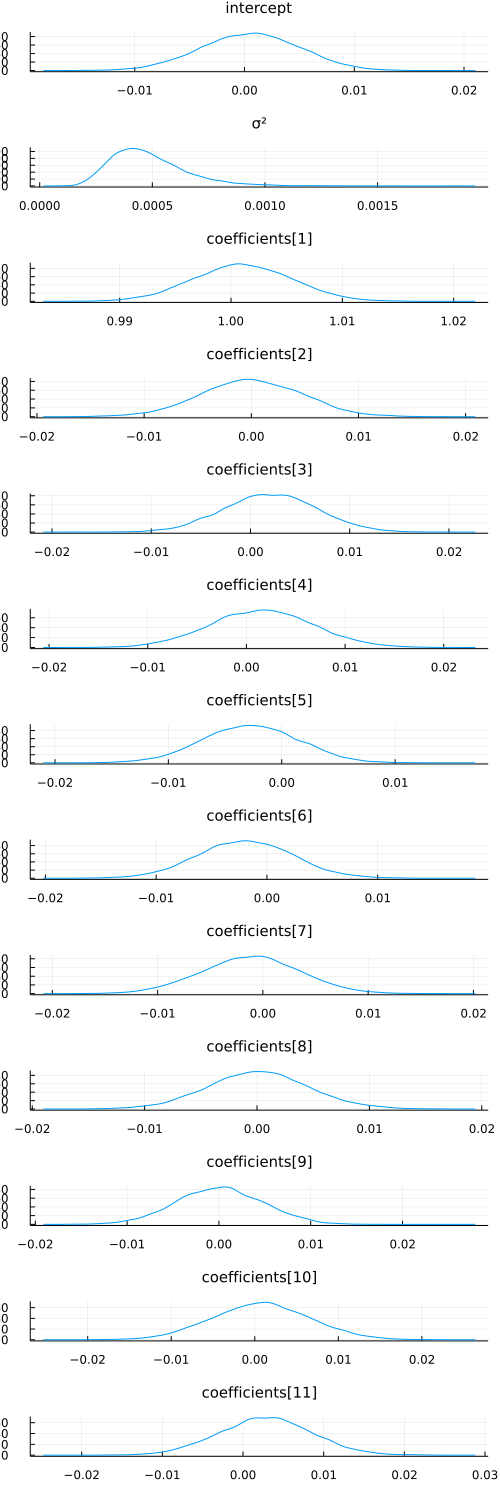 intercept
−0.01 0.00 0.01 0.02
σ²
0.0000 0.0005 0.0010 0.0015
coefficients[1]
0.99 1.00 1.01 1.02
coefficients[2]
−0.02 −0.01 0.00 0.01 0.02
coefficients[3]
−0.02 −0.01 0.00 0.01 0.02
coefficients[4]
−0.02 −0.01 0.00 0.01 0.02
coefficients[5]
−0.02 −0.01 0.00 0.01
coefficients[6]
−0.02 −0.01 0.00 0.01
coefficients[7]
−0.02 −0.01 0.00 0.01 0.02
coefficients[8]
−0.02 −0.01 0.00 0.01 0.02
coefficients[9]
−0.02 −0.01 0.00 0.01 0.02
coefficients[10]
−0.02 −0.01 0.00 0.01 0.02
coefficients[11]
−0.02 −0.01 0.00 0.01 0.02 0.03